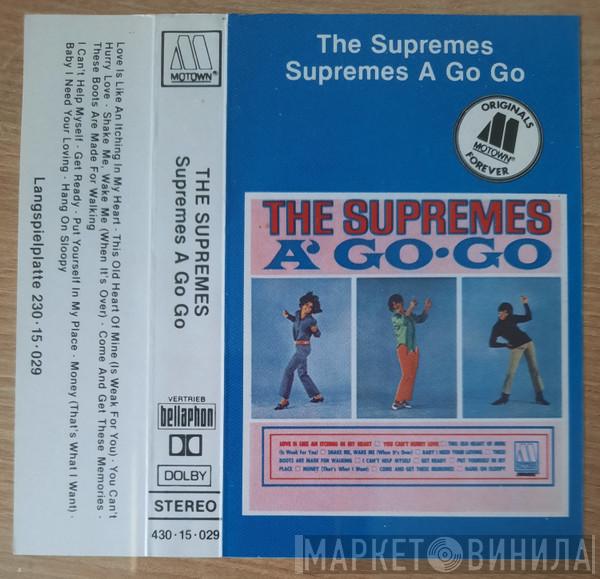 Love Is Like An Itching In My Heart · This Old Heart Of Mine (Is Weak For You) · You Can't
Hurry Love · Shake Me, Wake Me (When It's Over) · Come And Get These Memories ·
These Boots Are Made For Walking
I Can't Help Myself · Get Ready · Put Yourself In My Place · Money (That's What I Want) ·
Baby I Need Your Loving · Hang On Sloopy
Langspielplatte 230·15·029
MOTOWN®
THE SUPREMES
Supremes A Go Go
VERTRIEB
bellaphon
DOLBY
STEREO
430·15·029
The Supremes
Supremes A Go Go
ORIGINALS
MOTOWN®
FOREVER
THE SUPREMES
A' GO·GO
LOVE IS LIKE AN ITCHING IN MY HEART YOU CAN'T HURRY LOVE THIS OLD HEART OF MINE
(Is Weak for You) SHAKE ME, WAKE ME (When It's Over) BABY I NEED YOUR LOVING THESE
BOOTS ARE MADE FOR WALKING I CAN'T HELP MYSELF GET READY PUT YOURSELF IN MY
PLACE MONEY (That's What I Want) COME AND GET THESE MEMORIES HANG ON SLOOPY
МАРКЕТ ВИНИЛА